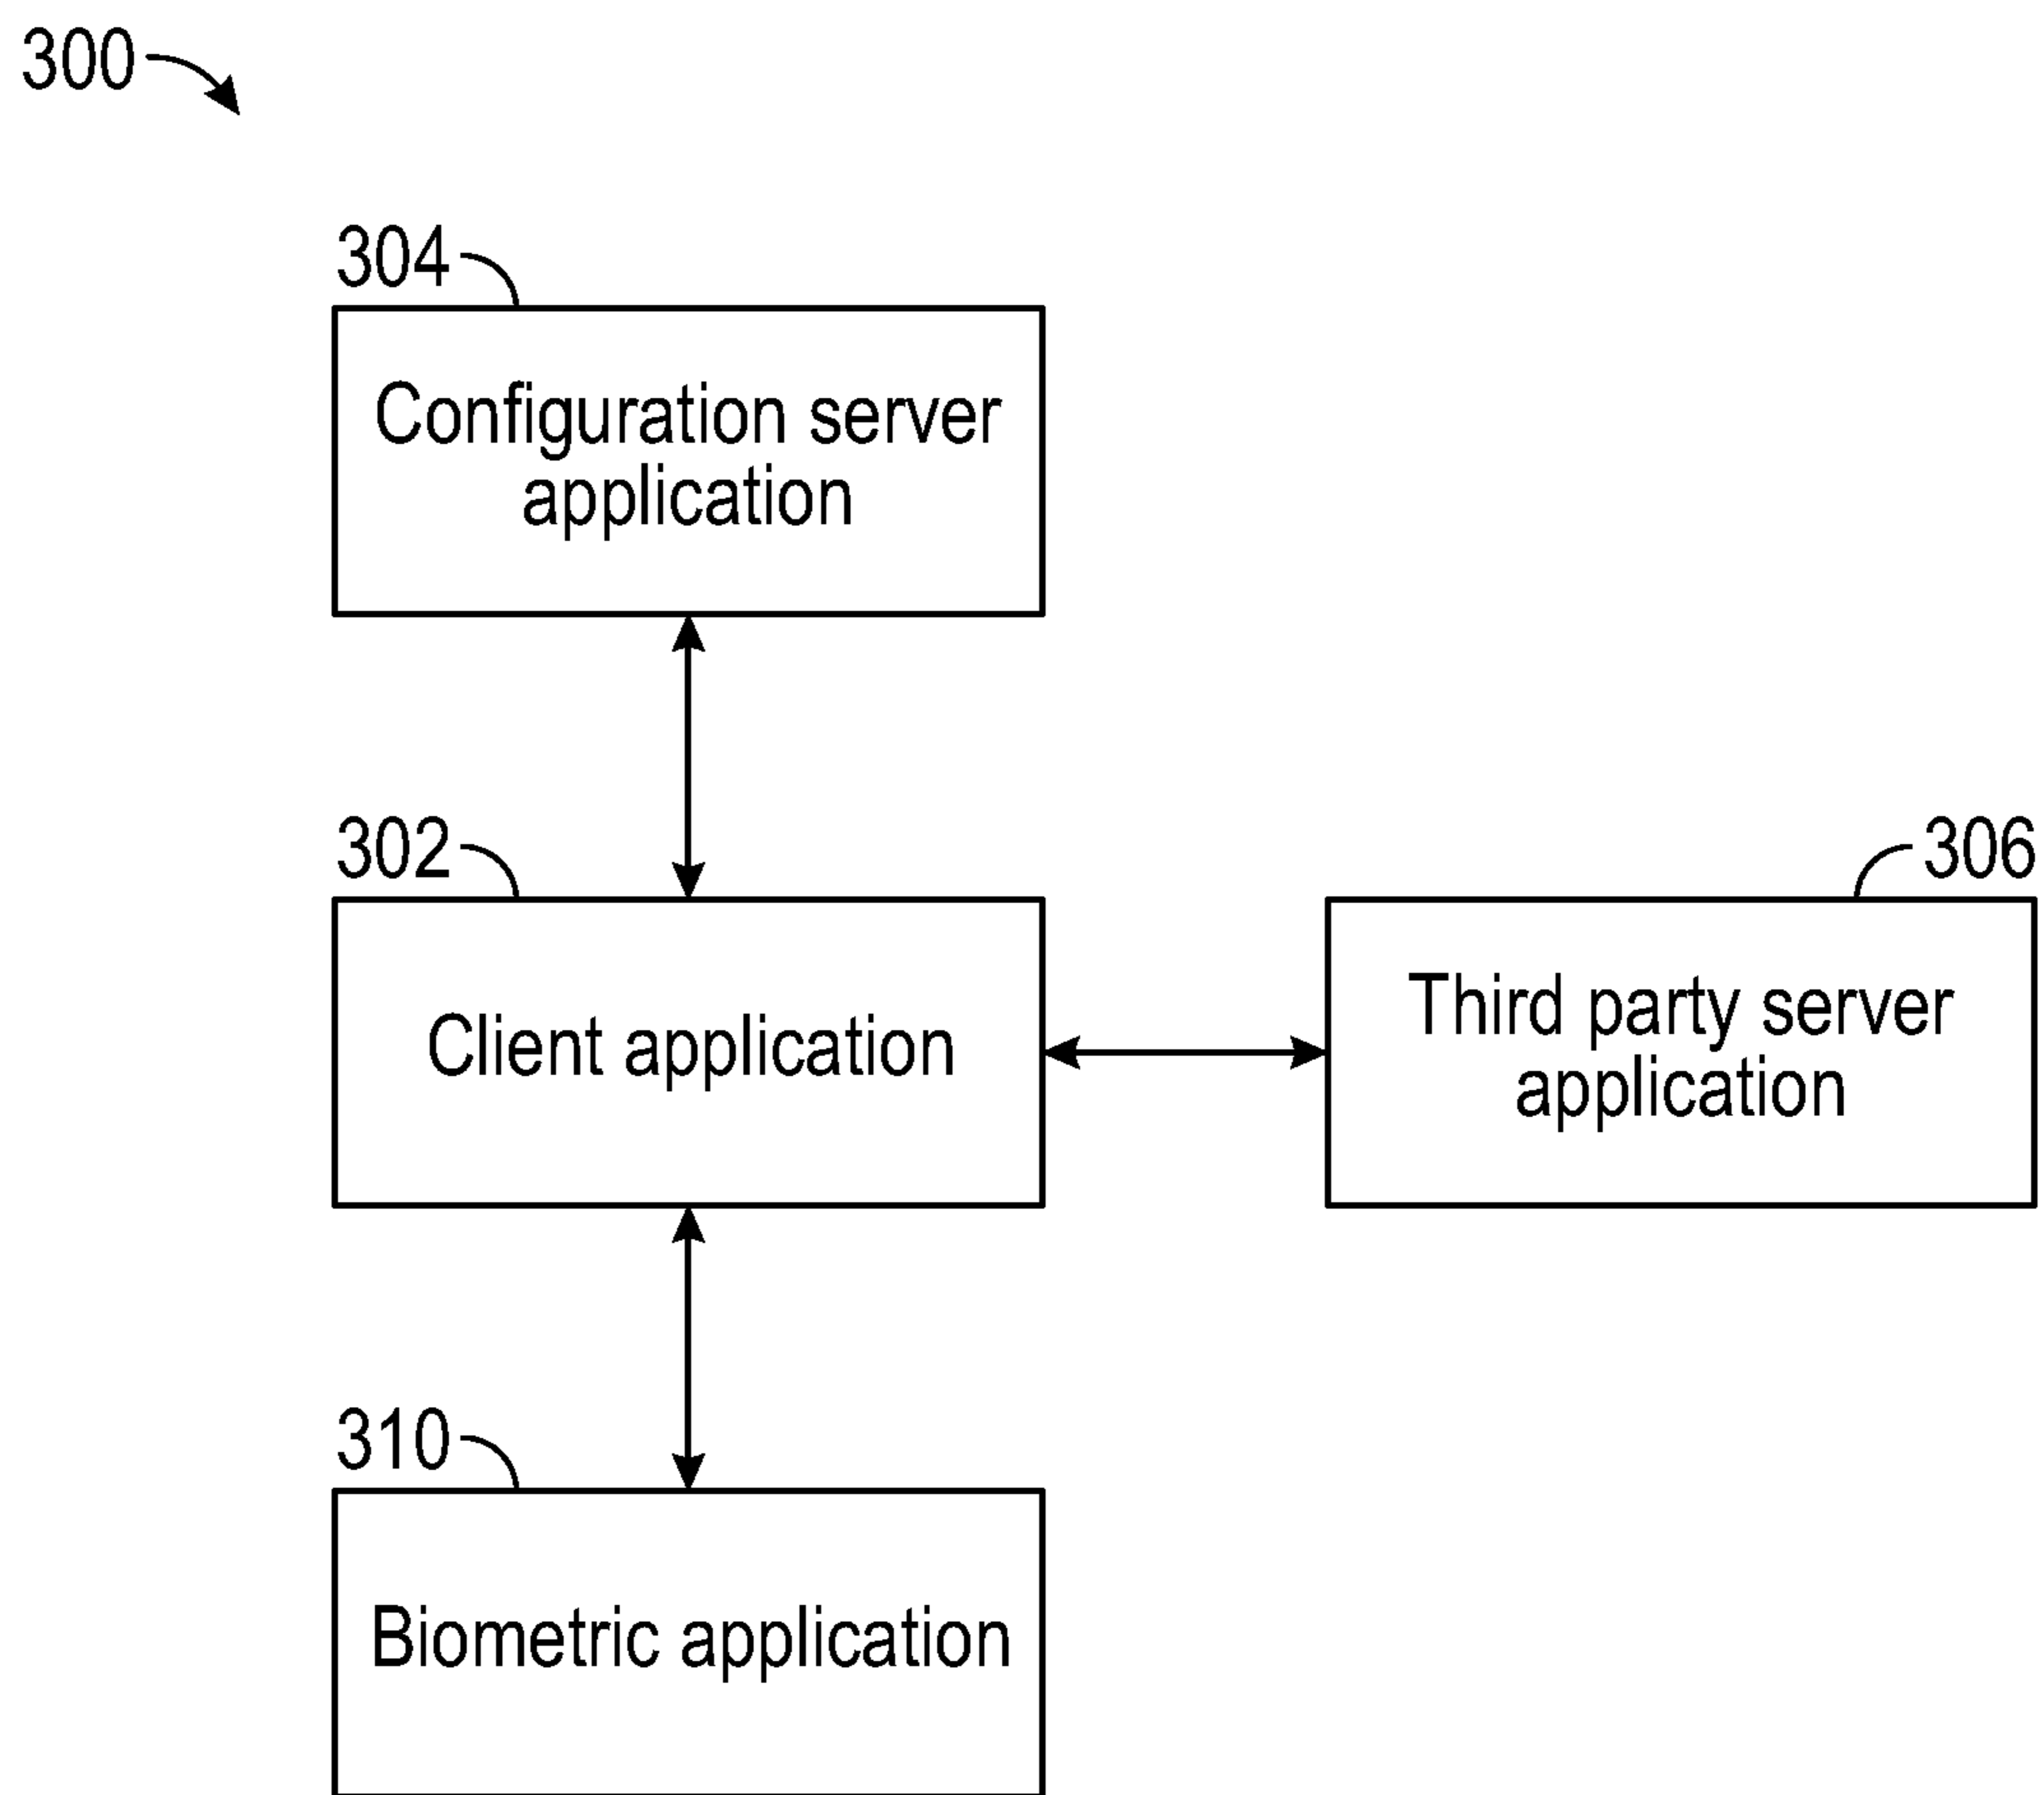 300
304
Configuration server
application
302
Client application
306
Third party server
application
310
Biometric application